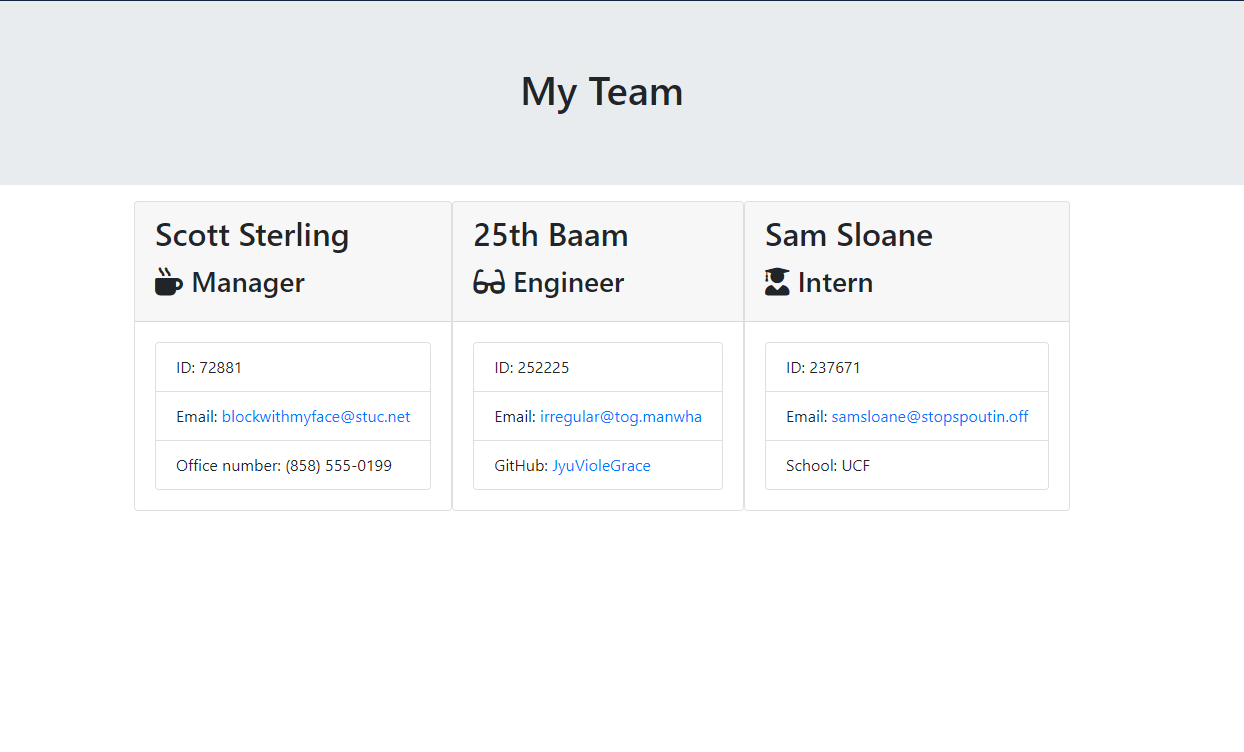 My Team
Scott Sterling
Manager
ID: 72881
Email: blockwithmyface@stuc.net
Office number: (858) 555-0199
25th Baam
Engineer
ID: 252225
Email: irregular@tog.manwha
GitHub: JyuVioleGrace
Sam Sloane
Intern
ID: 237671
Email: samsloane@stopspoutin.off
School: UCF